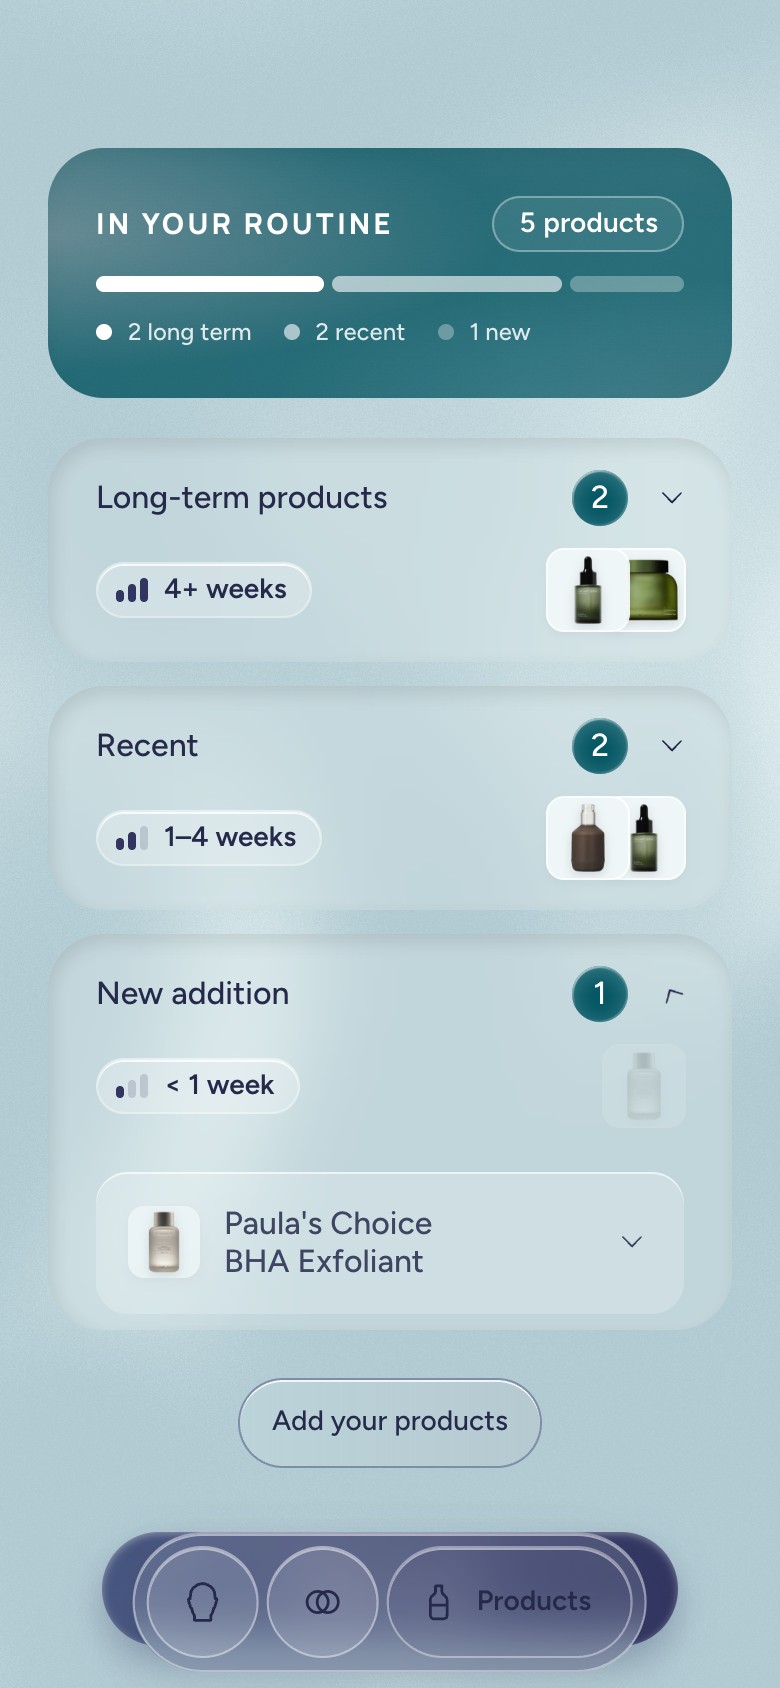 IN YOUR ROUTINE
5 products
2 long term
2 recent
1 new
Long-term products
2
4+ weeks
Recent
2
1–4 weeks
New addition
1
< 1 week
Paula's Choice
BHA Exfoliant
Add your products
Products